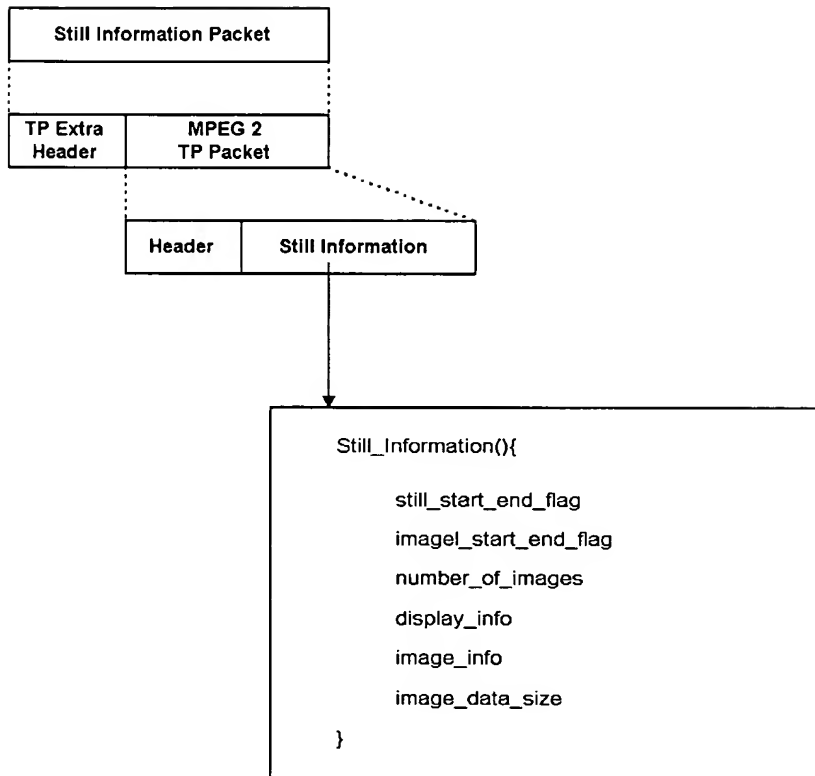 Still Information Packet
TP Extra Header
MPEG 2 TP Packet
Header
Still Information
Still_Information(){
still_start_end_flag
imagel_start_end_flag
number_of_images
display_info
image_info
image_data_size
}